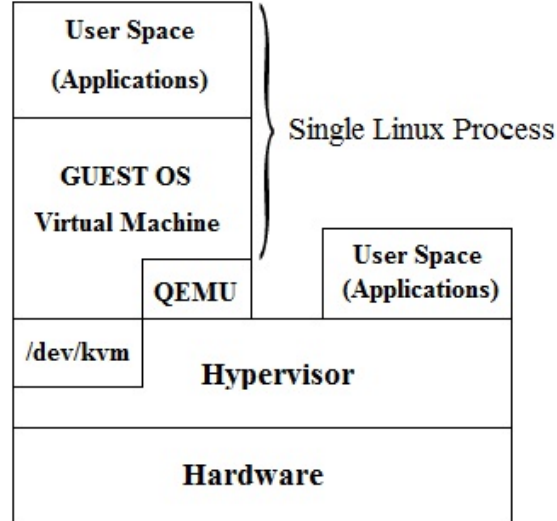 User Space
(Applications)
Single Linux Process
GUEST OS
Virtual Machine
QEMU
User Space
(Applications)
/dev/kvm
Hypervisor
Hardware